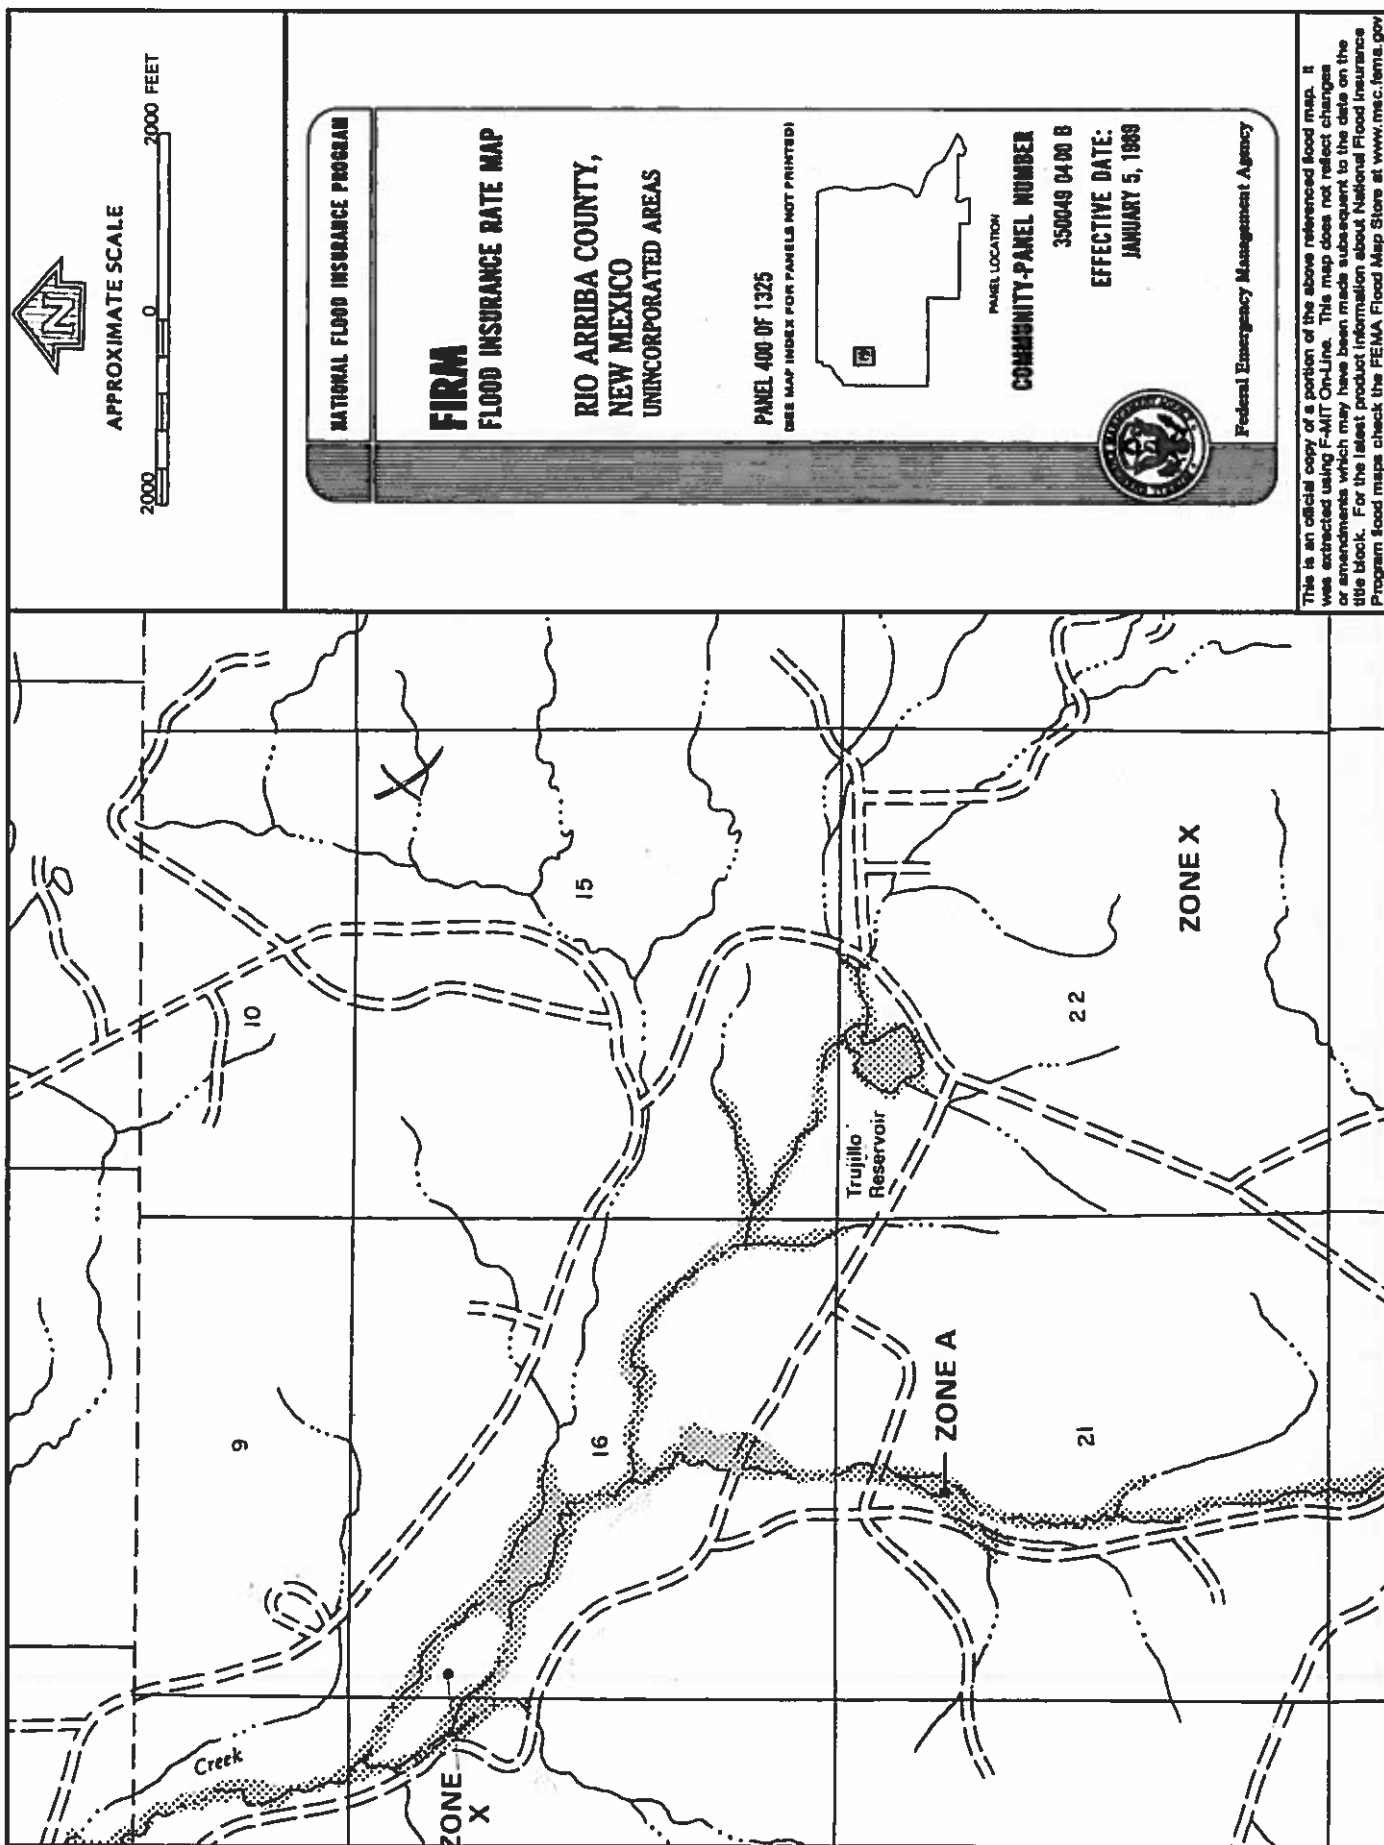 N
APPROXIMATE SCALE
2000 0 2000 FEET
NATIONAL FLOOD INSURANCE PROGRAM
FIRM
FLOOD INSURANCE RATE MAP
RIO ARRIBA COUNTY,
NEW MEXICO
UNINCORPORATED AREAS
PANEL 400 OF 1325
(SEE MAP INDEX FOR PANELS NOT PRINTED)
PANEL LOCATION
COMMUNITY-PANEL NUMBER
350049 0400 B
EFFECTIVE DATE:
JANUARY 5, 1989
Federal Emergency Management Agency
This is an official copy of a portion of the above referenced flood map. It
was extracted using F-MIT On-Line. This map does not reflect changes
or amendments which may have been made subsequent to the date on the
title block. For the latest product information about National Flood Insurance
Program flood maps check the FEMA Flood Map Store at www.msc.fema.gov
10
15
9
16
Trujillo
Reservoir
22
ZONE X
ZONE A
21
Creek
ZONE
X